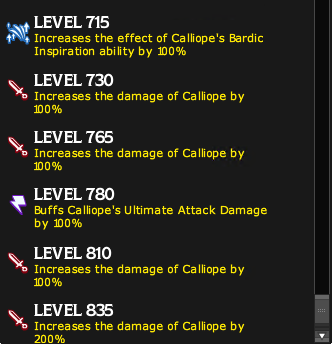 LEVEL 715
Increases the effect of Calliope's Bardic
Inspiration ability by 100%
LEVEL 730
Increases the damage of Calliope by
100%
LEVEL 765
Increases the damage of Calliope by
100%
LEVEL 780
Buffs Calliope's Ultimate Attack Damage
by 100%
LEVEL 810
Increases the damage of Calliope by
100%
LEVEL 835
Increases the damage of Calliope by
200%